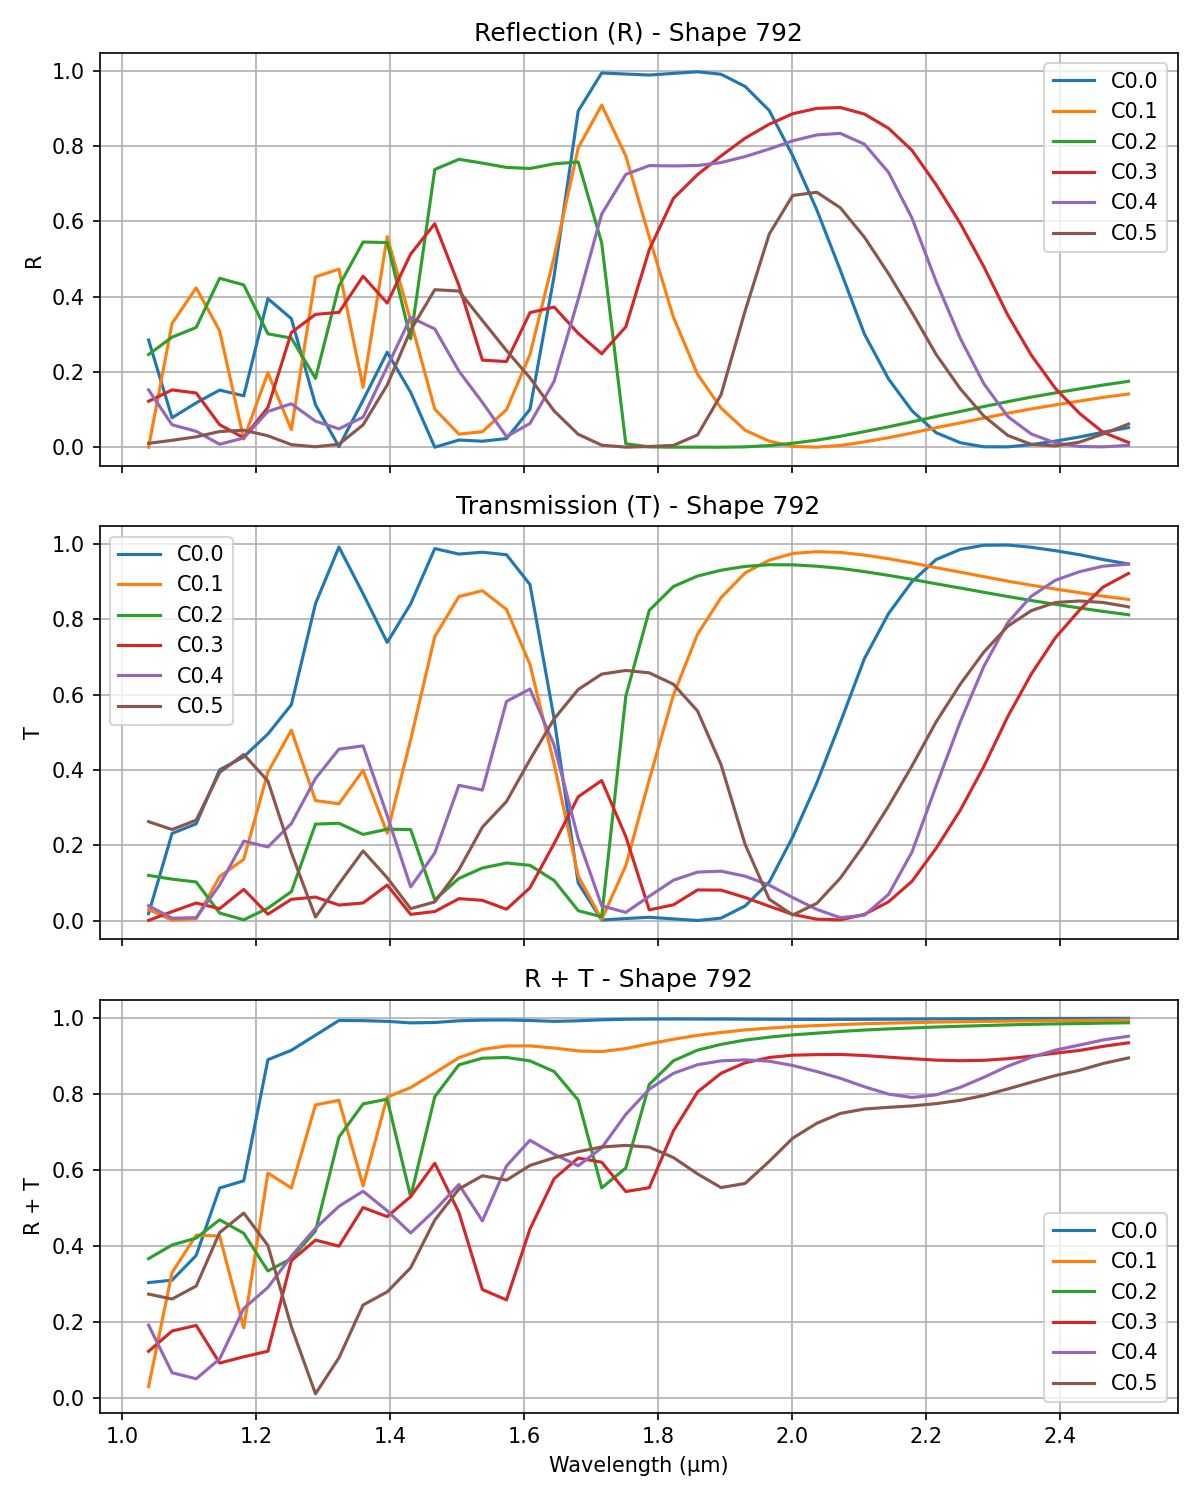 Reflection (R) - Shape 792
1.0
0.8
0.6
0.4
0.2
0.0
R
C0.0
C0.1
C0.2
C0.3
C0.4
C0.5
Transmission (T) - Shape 792
1.0
0.8
0.6
0.4
0.2
0.0
T
C0.0
C0.1
C0.2
C0.3
C0.4
C0.5
R + T - Shape 792
1.0
0.8
0.6
0.4
0.2
0.0
R + T
C0.0
C0.1
C0.2
C0.3
C0.4
C0.5
1.0 1.2 1.4 1.6 1.8 2.0 2.2 2.4
Wavelength (μm)